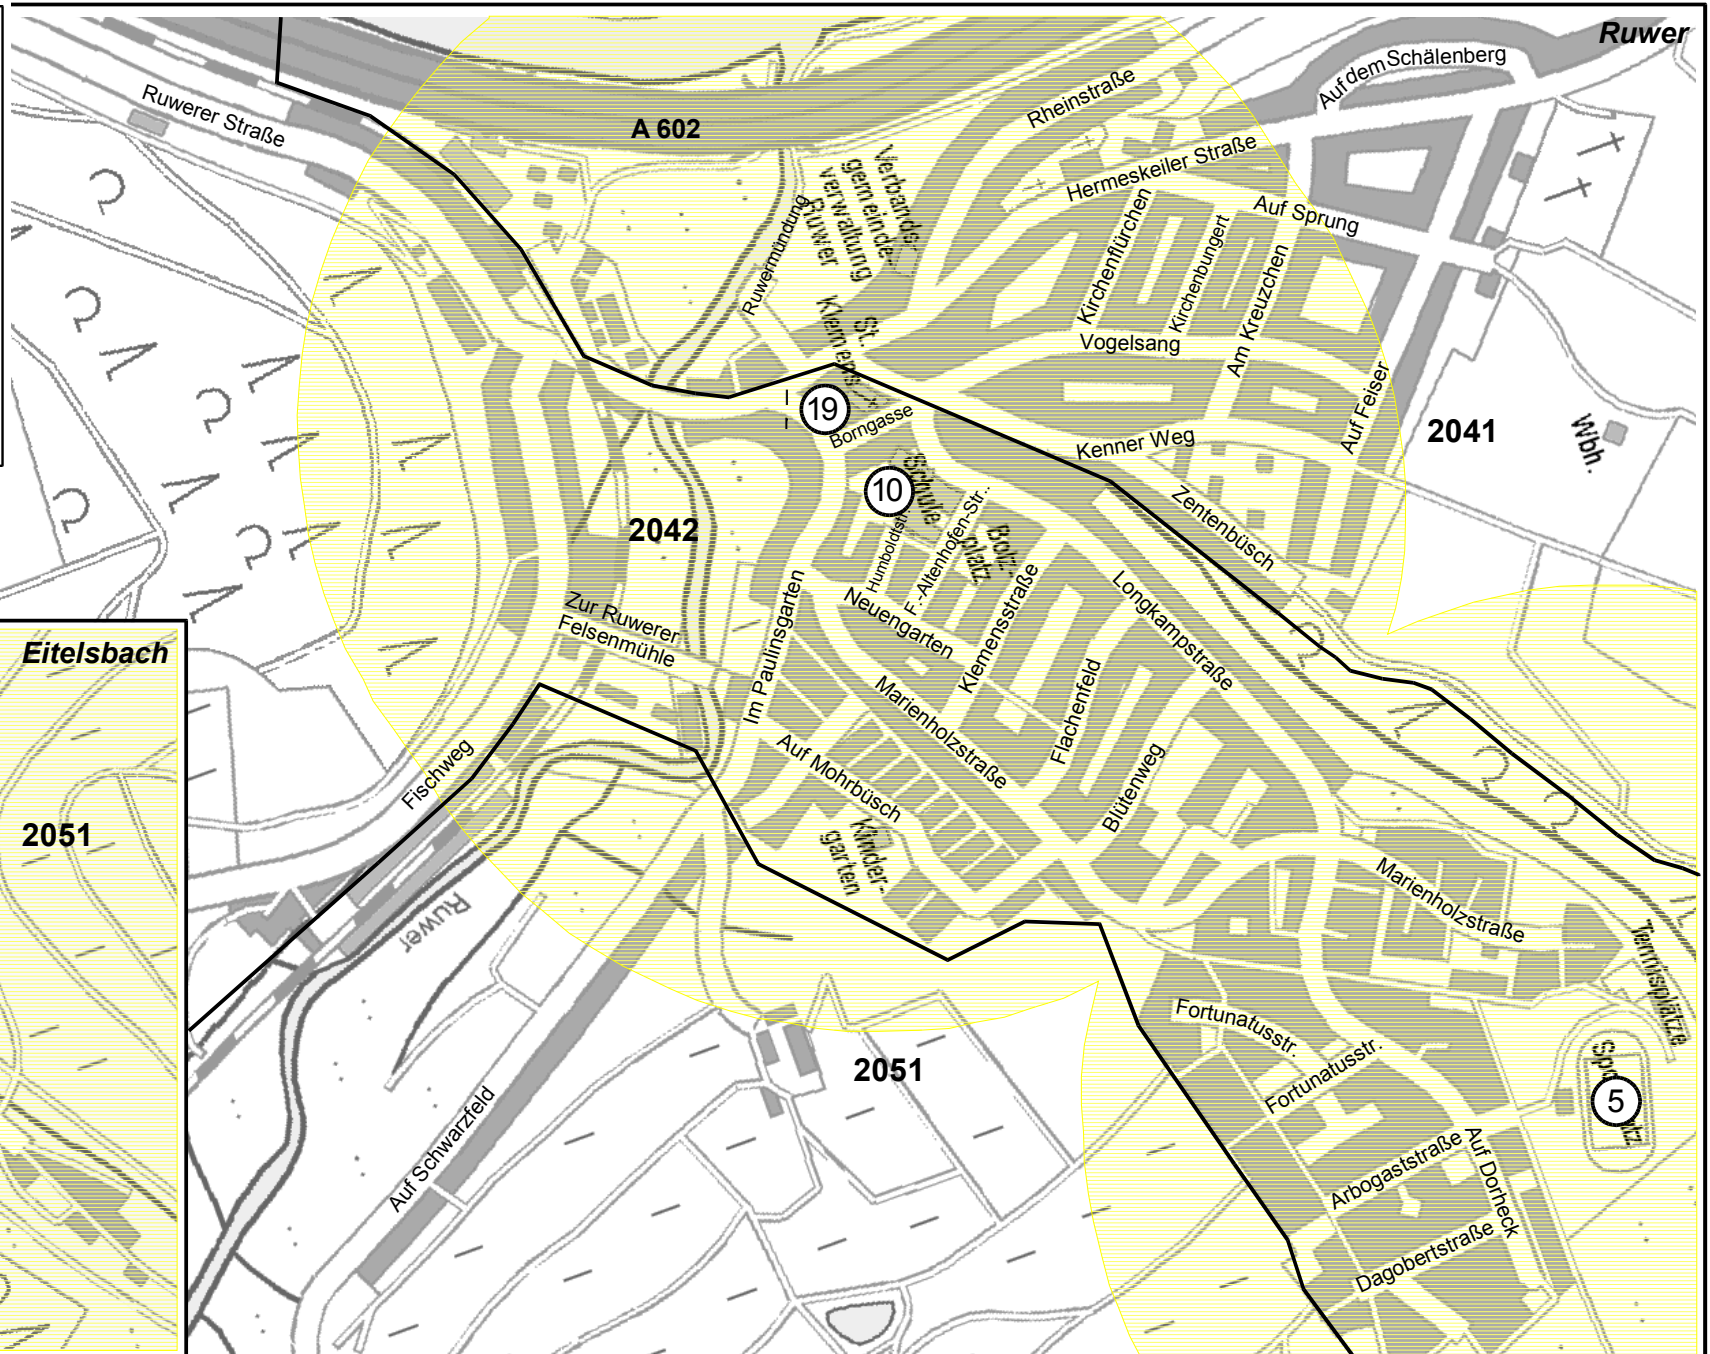 Ruwer
Auf dem Schälenberg
Ruwerer Straße
Rheinstraße
A 602
Hermeskeiler Straße
Verbands-
gemeinde-
verwaltung
Ruwer
Auf Sprung
Ruwermündung
Kirchenflürchen
Kirchenbungert
Am Kreuzchen
St.
Klemens
Vogelsang
Auf Feiser
19
Borngasse
Kenner Weg
2041
Wbh.
10
Schule
Zentenbüsch
2042
Humboldtstr.
F.-Altenhofen-Str..
Bolz-
platz
Longkampstraße
Zur Ruwerer
Felsenmühle
Im Paulinsgarten
Neuengarten
Klemensstraße
Eitelsbach
Marienholzstraße
Flachenfeld
Fischweg
Auf Mohrbüsch
Blütenweg
2051
Kinder-
garten
Marienholzstraße
Ruwer
Tennisplätze
Fortunatusstr.
Fortunatusstr.
2051
5
Auf Schwarzfeld
Arbogaststraße
Auf Dorheck
Dagobertstraße